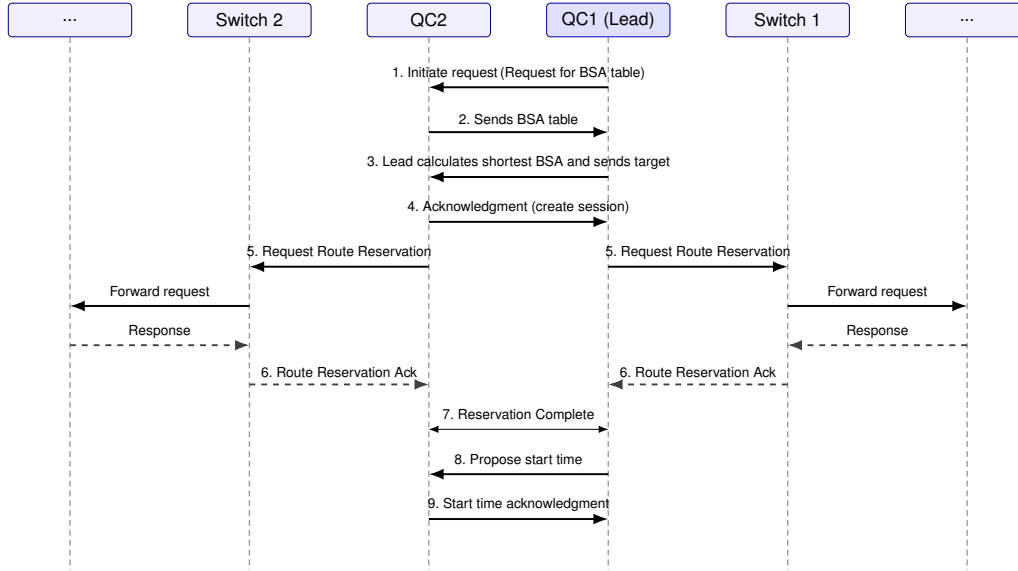 ...
Switch 2
QC2
QC1 (Lead)
Switch 1
...
1. Initiate request (Request for BSA table)
2. Sends BSA table
3. Lead calculates shortest BSA and sends target
4. Acknowledgment (create session)
5. Request Route Reservation
5. Request Route Reservation
Forward request
Forward request
Response
Response
6. Route Reservation Ack
6. Route Reservation Ack
7. Reservation Complete
8. Propose start time
9. Start time acknowledgment